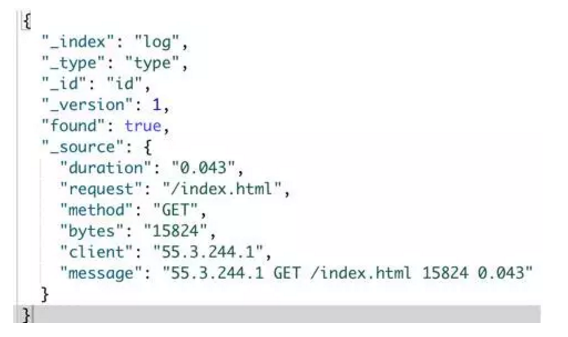 {
"_index": "log",
"_type": "type",
"_id": "id",
"_version": 1,
"found": true,
"_source": {
"duration": "0.043",
"request": "/index.html",
"method": "GET",
"bytes": "15824",
"client": "55.3.244.1",
"message": "55.3.244.1 GET /index.html 15824 0.043"
}
}